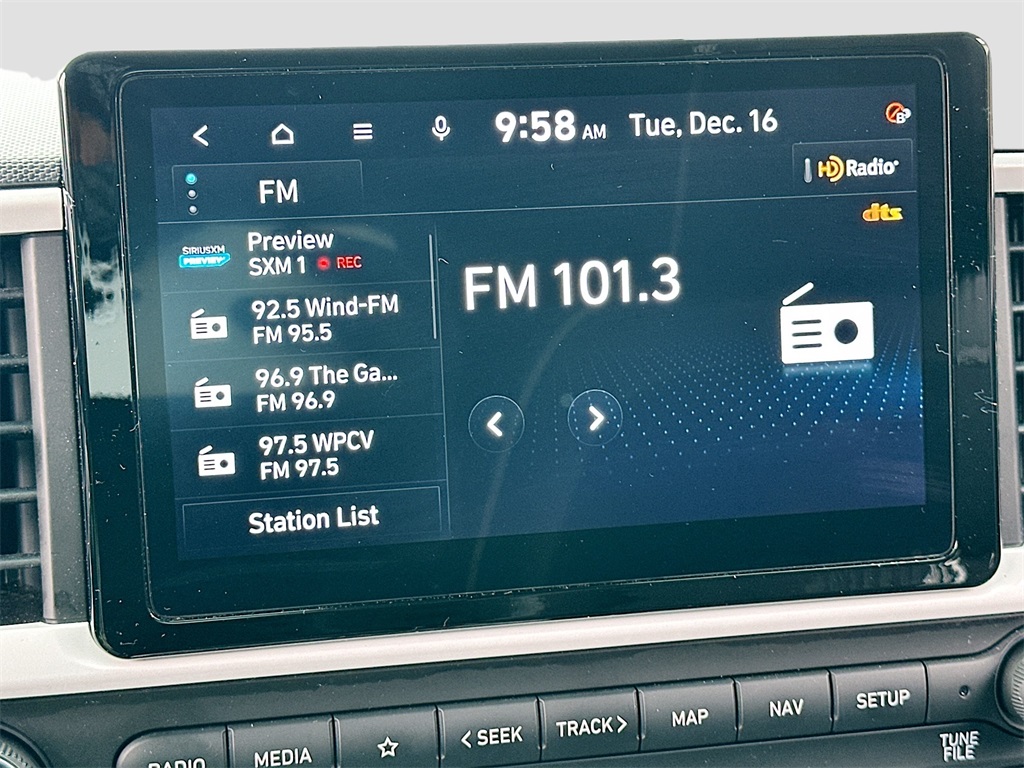 9:58 AM Tue, Dec. 16
B
HD Radio
FM
dts
SIRIUSXM
PREVIEW
Preview
SXM 1 REC
92.5 Wind-FM
FM 95.5
96.9 The Ga...
FM 96.9
97.5 WPCV
FM 97.5
Station List
FM 101.3
RADIO
MEDIA
< SEEK
TRACK >
MAP
NAV
SETUP
TUNE
FILE